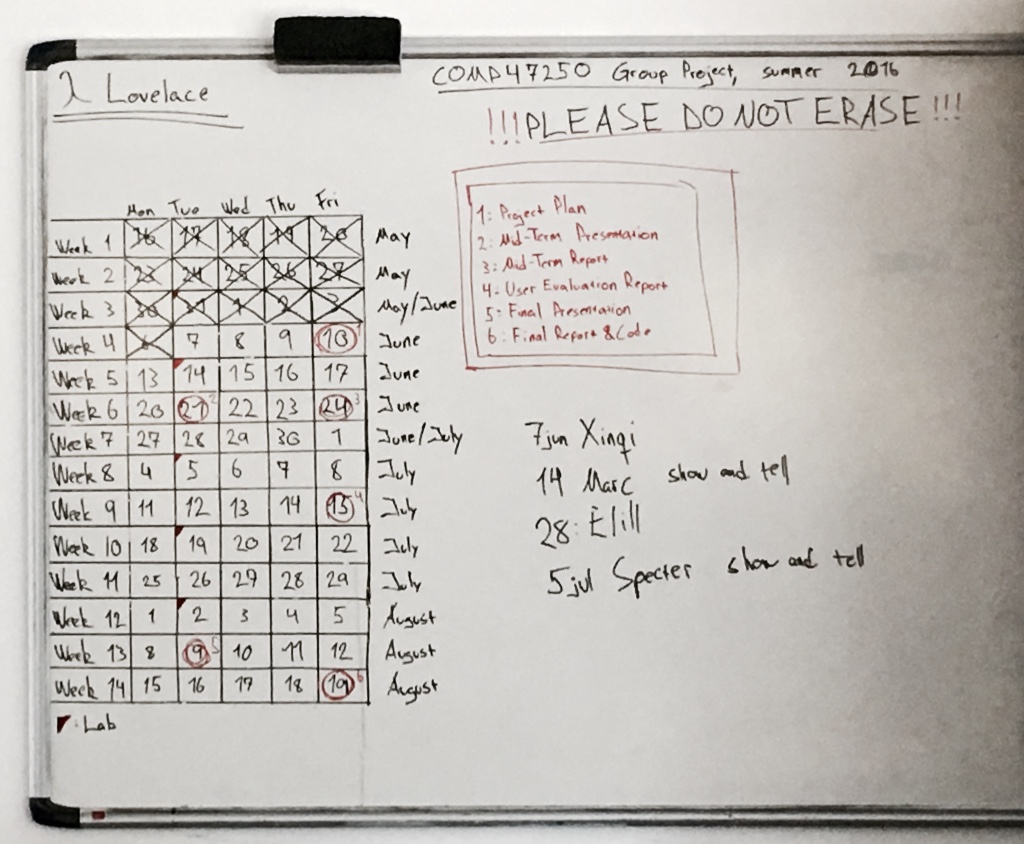 λ Lovelace
COMP47250 Group Project, summer 2016
!!!PLEASE DO NOT ERASE!!!
Mon Tue Wed Thu Fri
Week 1 16 17 18 19 20 May
Week 2 23 24 25 26 27 May
Week 3 30 31 1 2 3 May/June
Week 4 6 7 8 9 10 1 June
Week 5 13 14 15 16 17 June
Week 6 20 21 2 22 23 24 3 June
Week 7 27 28 29 30 1 June/July
Week 8 4 5 6 7 8 July
Week 9 11 12 13 14 15 4 July
Week 10 18 19 20 21 22 July
Week 11 25 26 27 28 29 July
Week 12 1 2 3 4 5 August
Week 13 8 9 5 10 11 12 August
Week 14 15 16 17 18 19 6 August
: Lab
1: Project Plan
2: Mid-Term Presentation
3: Mid-Term Report
4: User Evaluation Report
5: Final Presentation
6: Final Report & Code
7jun Xinqi
14 Marc show and tell
28: Elill
5jul Specter show and tell